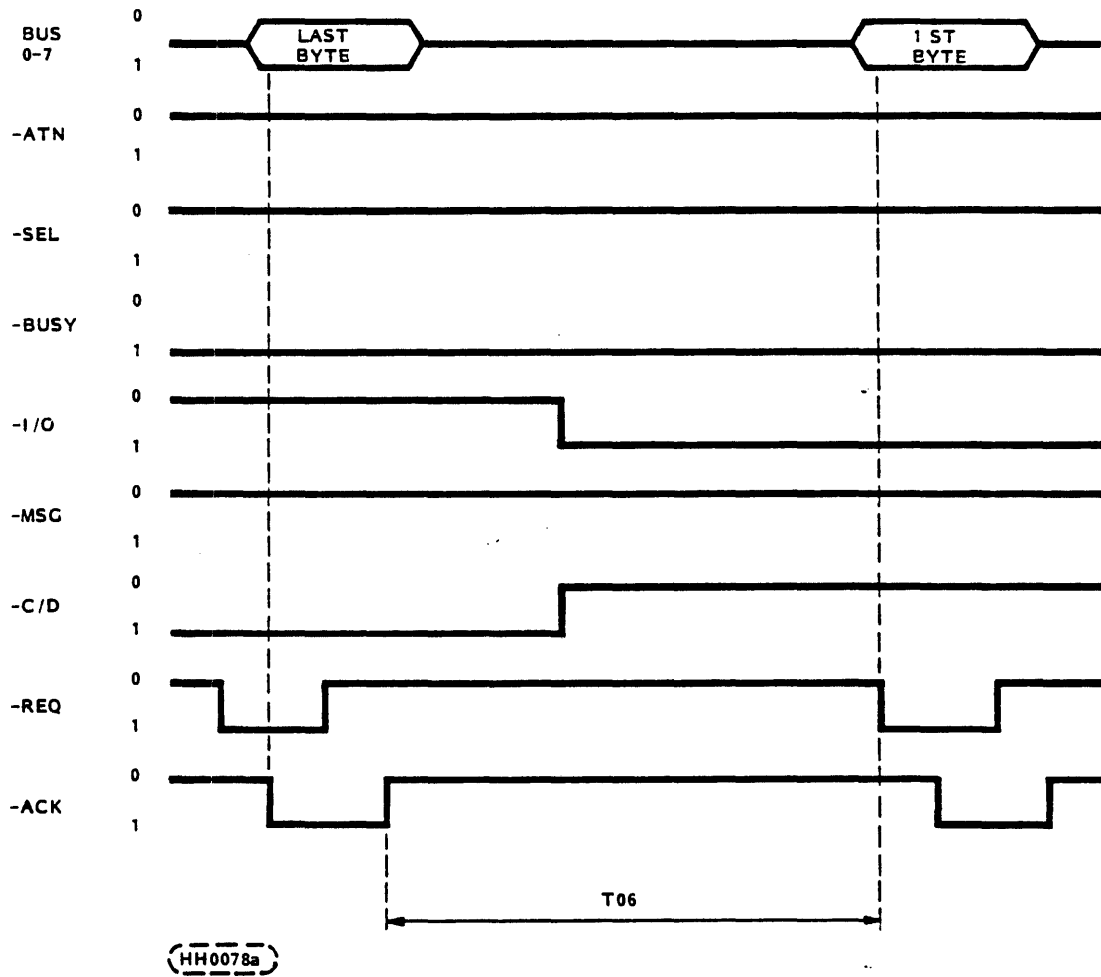 0
BUS
0-7
1
LAST
BYTE
1 ST
BYTE
0
-ATN
1
0
-SEL
1
0
-BUSY
1
0
-I/O
1
0
-MSG
1
0
-C/D
1
0
-REQ
1
0
-ACK
1
T06
HH0078a